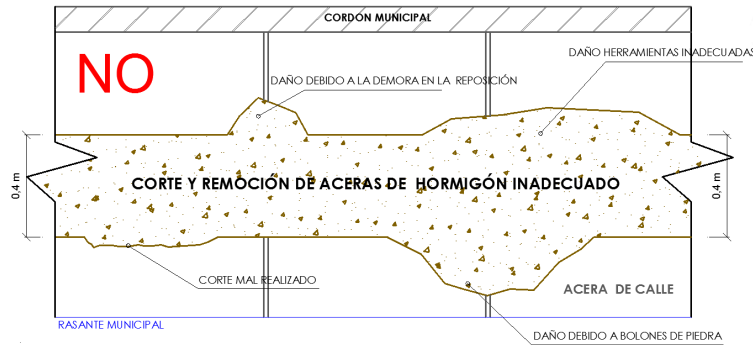 CORDON MUNICIPAL
NO
DAÑO HERRAMIENTAS INADECUADAS
DAÑO DEBIDO A LA DEMORA EN LA REPOSICIÓN
0,4 m
CORTE Y REMOCIÓN DE ACERAS DE HORMIGÓN INADECUADO
0,4 m
CORTE MAL REALIZADO
ACERA DE CALLE
RASANTE MUNICIPAL
DAÑO DEBIDO A BOLONES DE PIEDRA